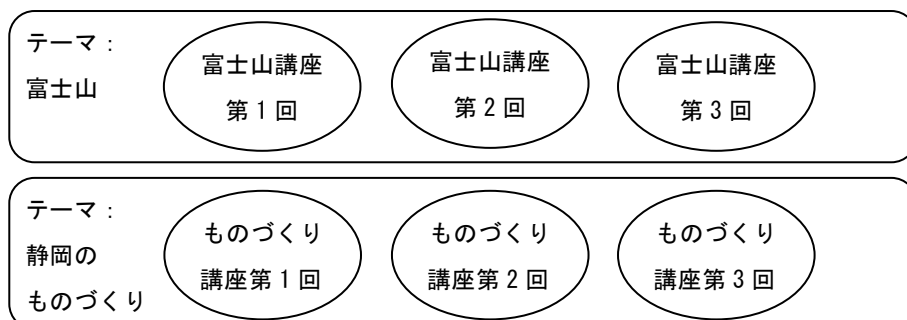 テーマ：
富士山
富士山講座
第１回
富士山講座
第２回
富士山講座
第３回
テーマ：
静岡の
ものづくり
ものづくり
講座第１回
ものづくり
講座第２回
ものづくり
講座第３回